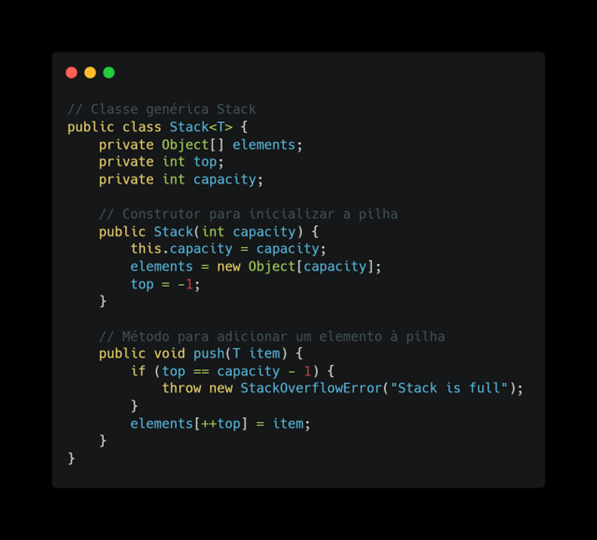 // Classe genérica Stack
public class Stack<T> {
    private Object[] elements;
    private int top;
    private int capacity;

    // Construtor para inicializar a pilha
    public Stack(int capacity) {
        this.capacity = capacity;
        elements = new Object[capacity];
        top = -1;
    }

    // Método para adicionar um elemento à pilha
    public void push(T item) {
        if (top == capacity - 1) {
            throw new StackOverflowError("Stack is full");
        }
        elements[++top] = item;
    }
}